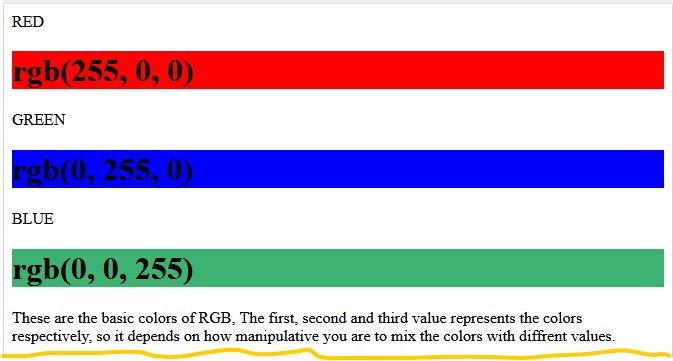 RED
rgb(255, 0, 0)
GREEN
rgb(0, 255, 0)
BLUE
rgb(0, 0, 255)
These are the basic colors of RGB, The first, second and third value represents the colors
respectively, so it depends on how manipulative you are to mix the colors with diffrent values.